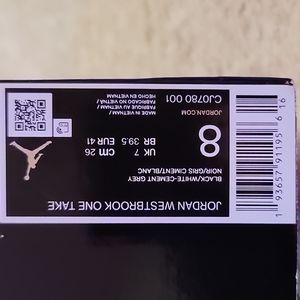 JORDAN WESTBROOK ONE TAKE
BLACK/WHITE-CEMENT GREY
NOIR/GRIS CIMENT/BLANC
8
UK 7
cm 26
BR 39.5
EUR 41
JORDAN.COM
CJ0780 001
MADE IN VIETNAM
FABRICADO NO VIETNÃ
FABRIQUÉ AU VIETNAM
HECHO EN VIETNAM
1 93657 91195 6 16